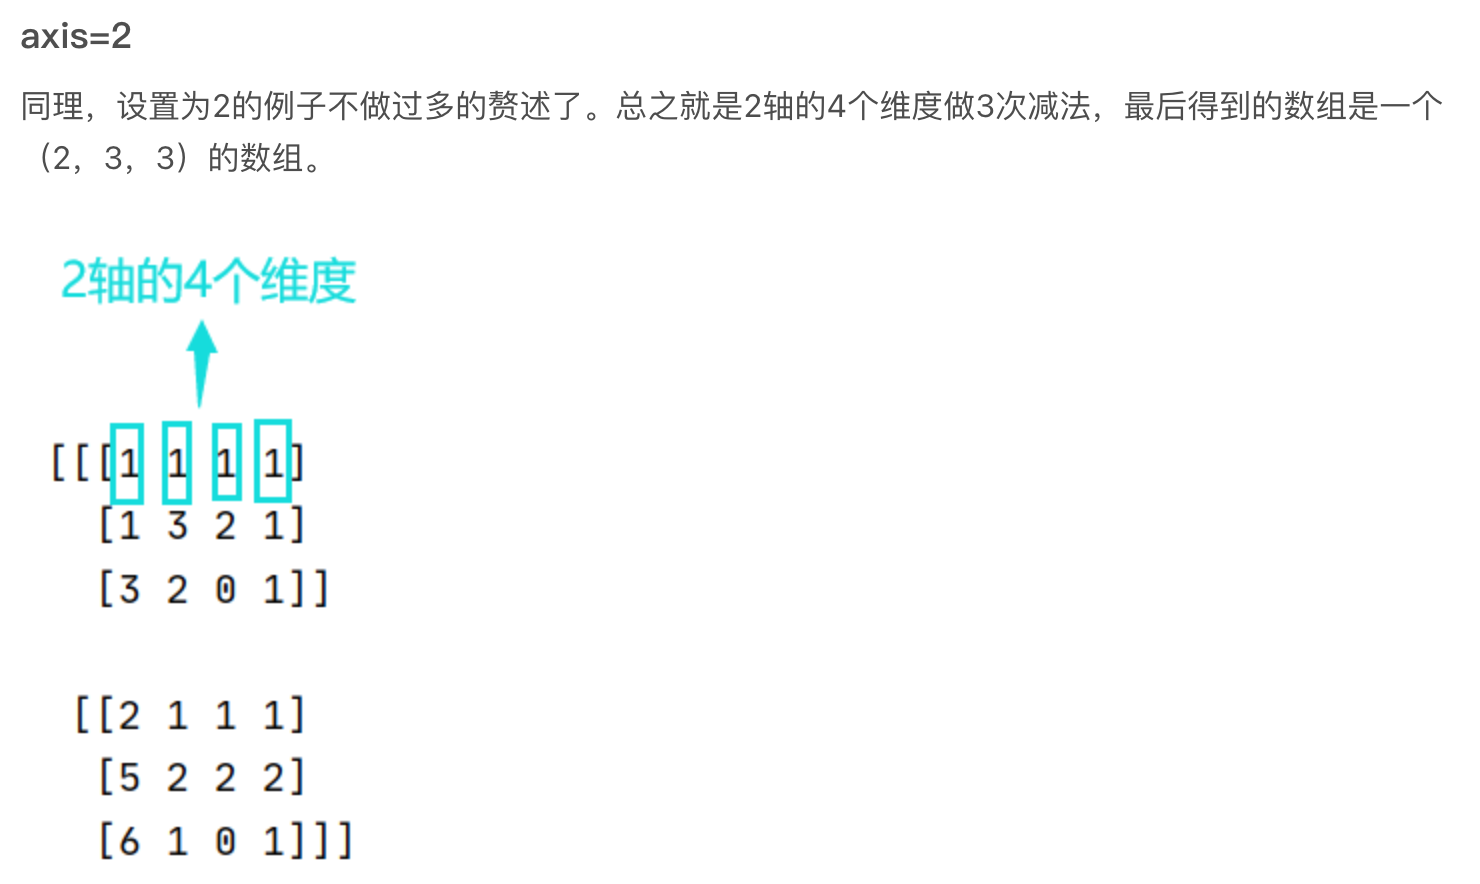 axis=2
同理，设置为2的例子不做过多的赘述了。总之就是2轴的4个维度做3次减法，最后得到的数组是一个
（2，3，3）的数组。
2轴的4个维度
[[[1 1 1 1]
[1 3 2 1]
[3 2 0 1]]
[[2 1 1 1]
[5 2 2 2]
[6 1 0 1]]]